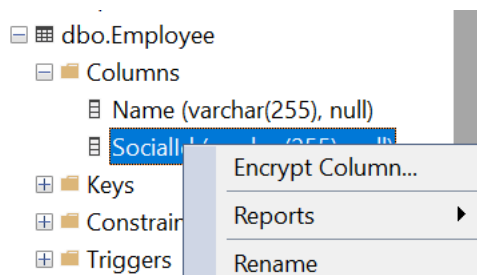 dbo.Employee
Columns
Name (varchar(255), null)
Encrypt Column...
Keys
Reports
Triggers
Rename